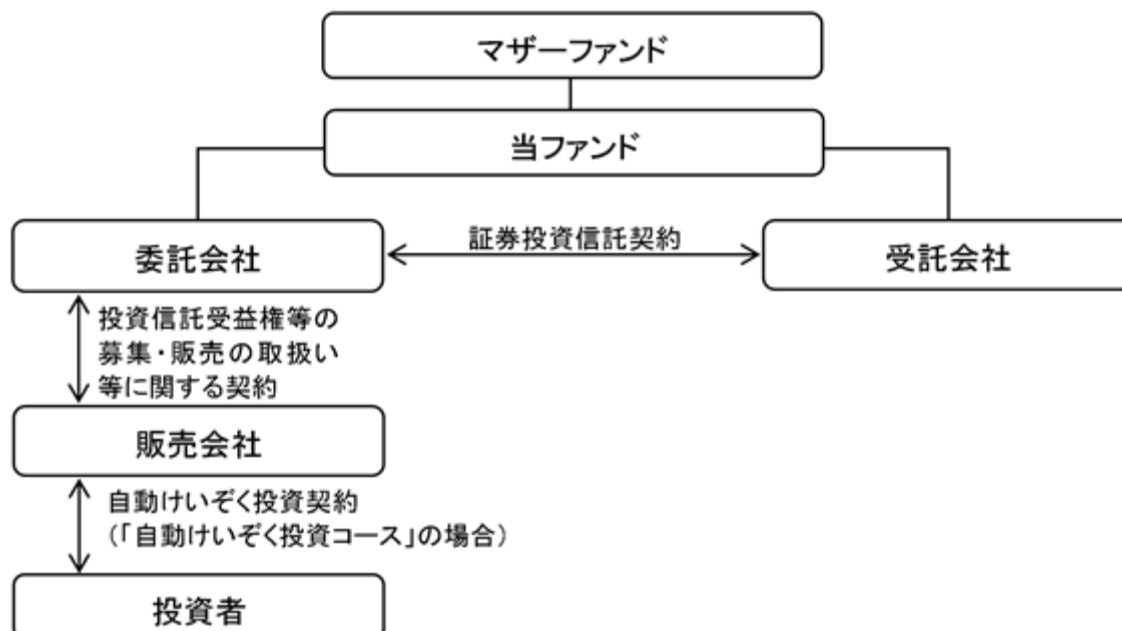 マザーファンド
当ファンド
委託会社
証券投資信託契約
受託会社
投資信託受益権等の
募集・販売の取扱い
等に関する契約
販売会社
自動けいぞく投資契約
(「自動けいぞく投資コース」の場合)
投資者